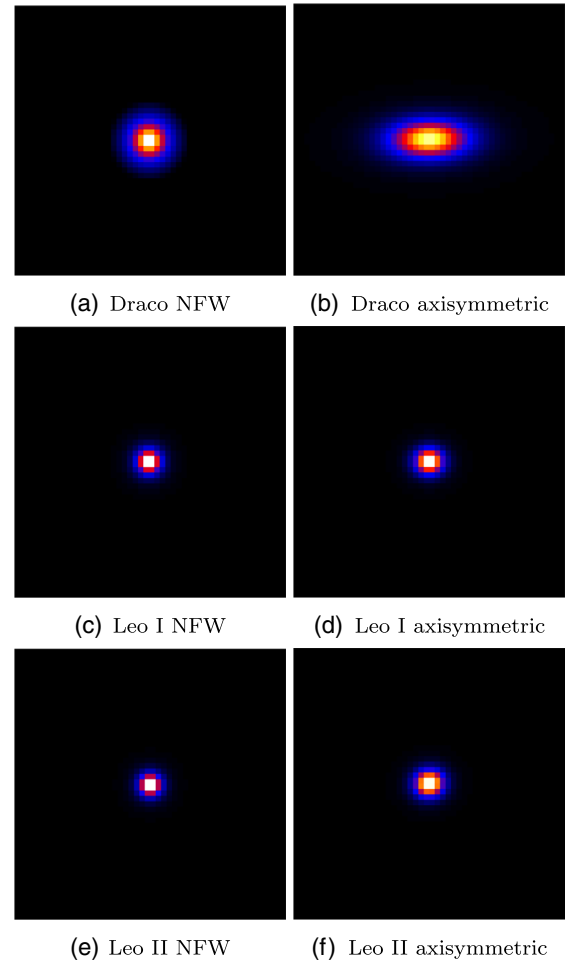 (a) Draco NFW
(b) Draco axisymmetric
(c) Leo I NFW
(d) Leo I axisymmetric
(e) Leo II NFW
(f) Leo II axisymmetric